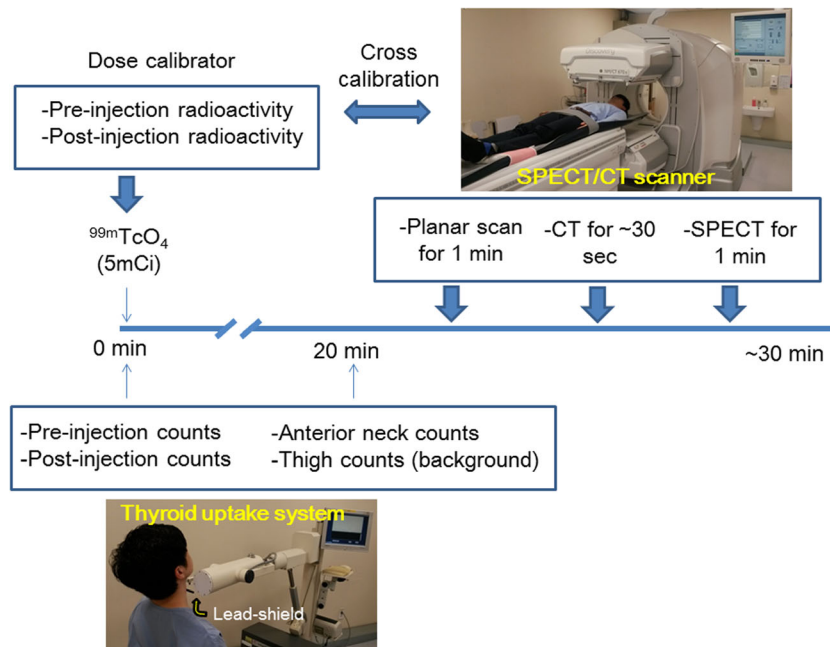 Dose calibrator
-Pre-injection radioactivity
-Post-injection radioactivity
Cross
calibration
SPECT/CT scanner
99mTcO4
(5mCi)
-Planar scan
for 1 min
-CT for ~30
sec
-SPECT for
1 min
0 min
20 min
~30 min
-Pre-injection counts
-Post-injection counts
-Anterior neck counts
-Thigh counts (background)
Thyroid uptake system
Lead-shield